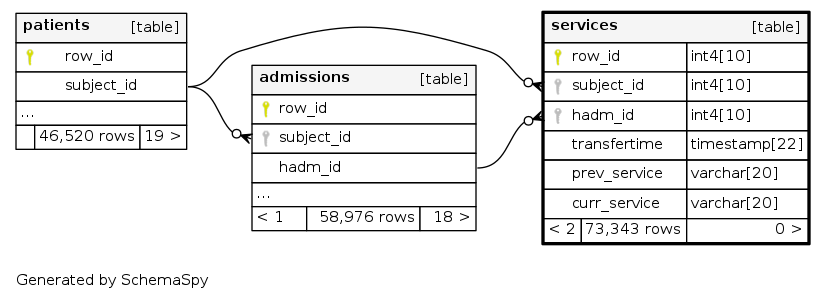 patients [table]
row_id
subject_id
...
46,520 rows 19 >
admissions [table]
row_id
subject_id
hadm_id
...
< 1 58,976 rows 18 >
services [table]
row_id int4[10]
subject_id int4[10]
hadm_id int4[10]
transfertime timestamp[22]
prev_service varchar[20]
curr_service varchar[20]
< 2 73,343 rows 0 >
Generated by SchemaSpy